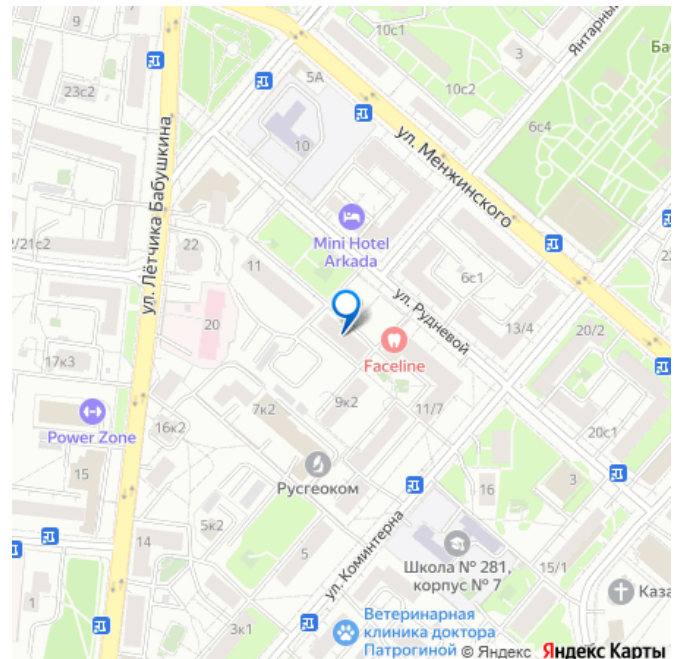 9
10с1
3
Янтарный
Ба
5А
10с2
23с2
6с4
10
ул. Менжинского
ул. Лётчика Бабушкина
Mini Hotel
Arkada
/21с2
22
11
6с1
2
ул. Рудневой
13/4
20/2
20
Faceline
17к3
9к2
7к2
11/7
Power Zone
16к2
20с1
15
Русгеоком
16
3
5к2
14
5
ул. Коминтерна
Школа № 281,
корпус № 7
15/1
1
Каза
3к1
Ветеринарная
клиника доктора
Патрогиной
© Яндекс Яндекс Карты